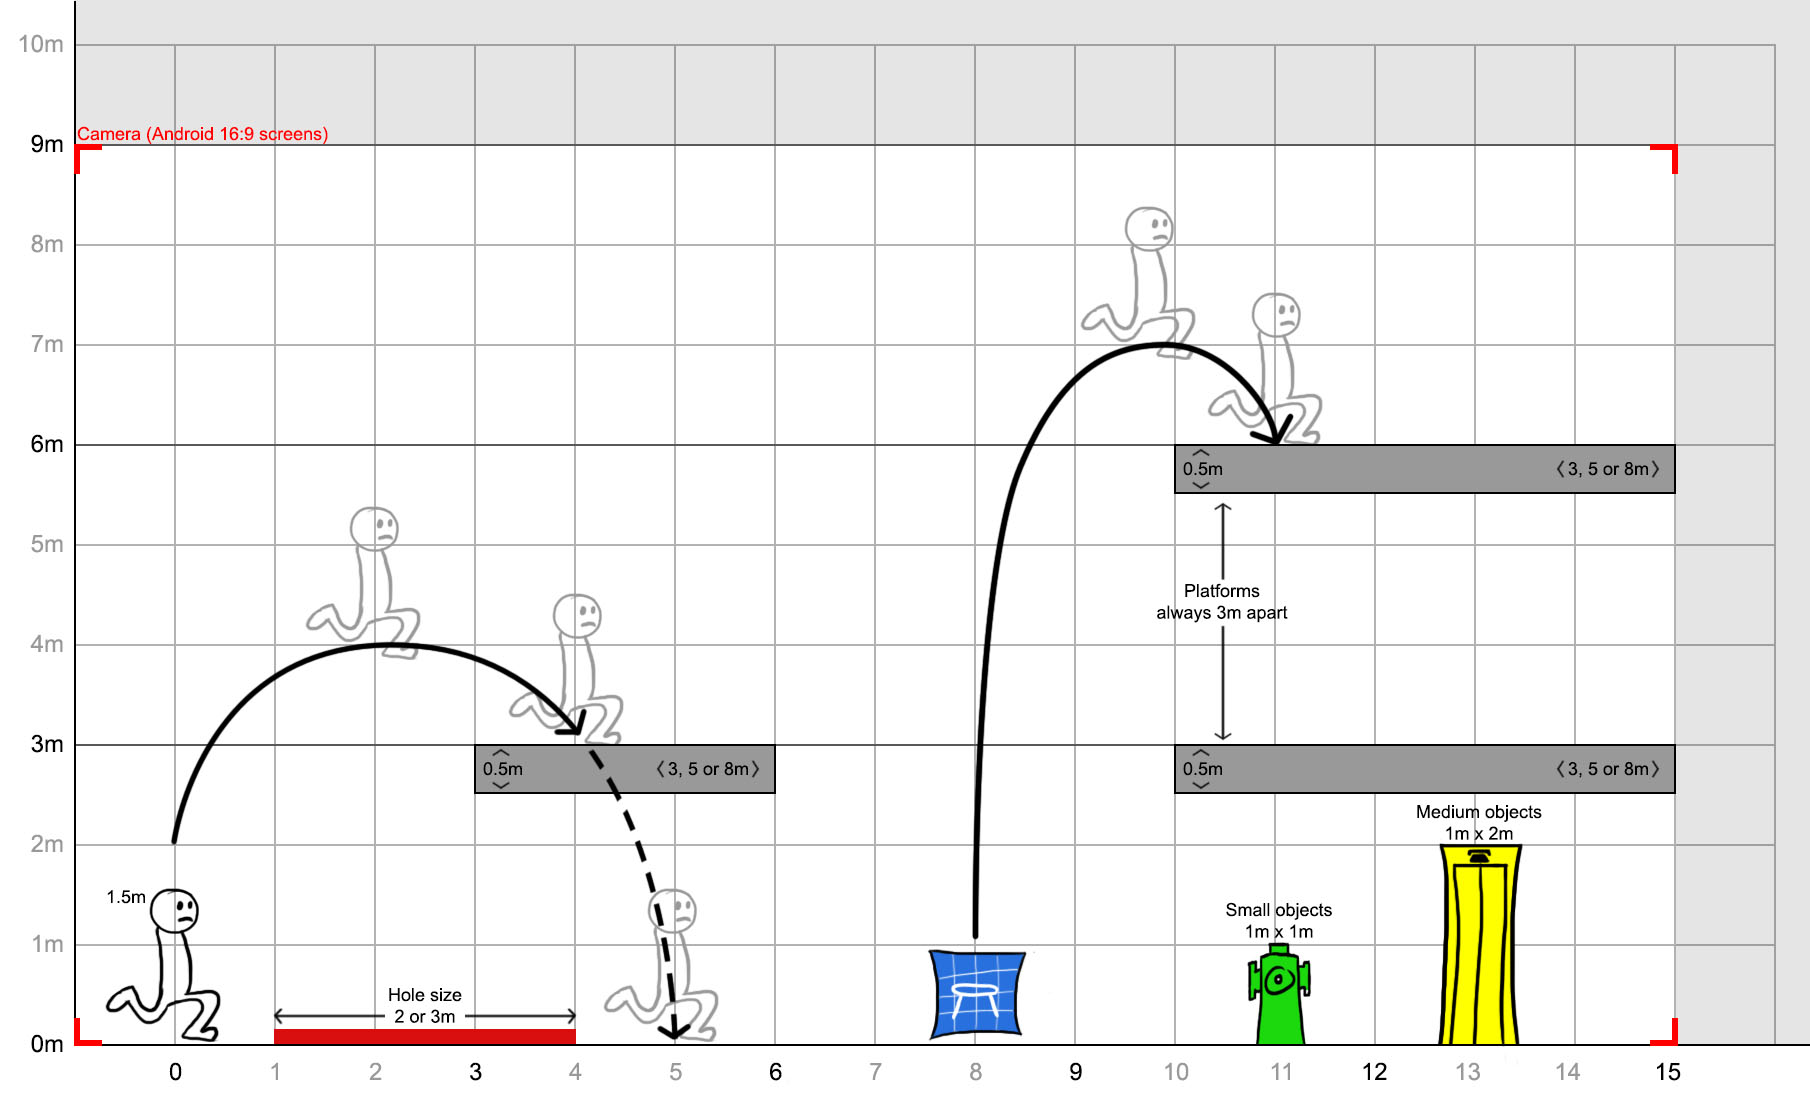 10m
Camera (Android 16:9 screens)
9m
8m
7m
6m
0.5m
〈3, 5 or 8m〉
5m
Platforms
always 3m apart
4m
3m
0.5m
〈3, 5 or 8m〉
0.5m
〈3, 5 or 8m〉
Medium objects
1m x 2m
2m
1.5m
Small objects
1m x 1m
1m
Hole size
2 or 3m
0m
0 1 2 3 4 5 6 7 8 9 10 11 12 13 14 15